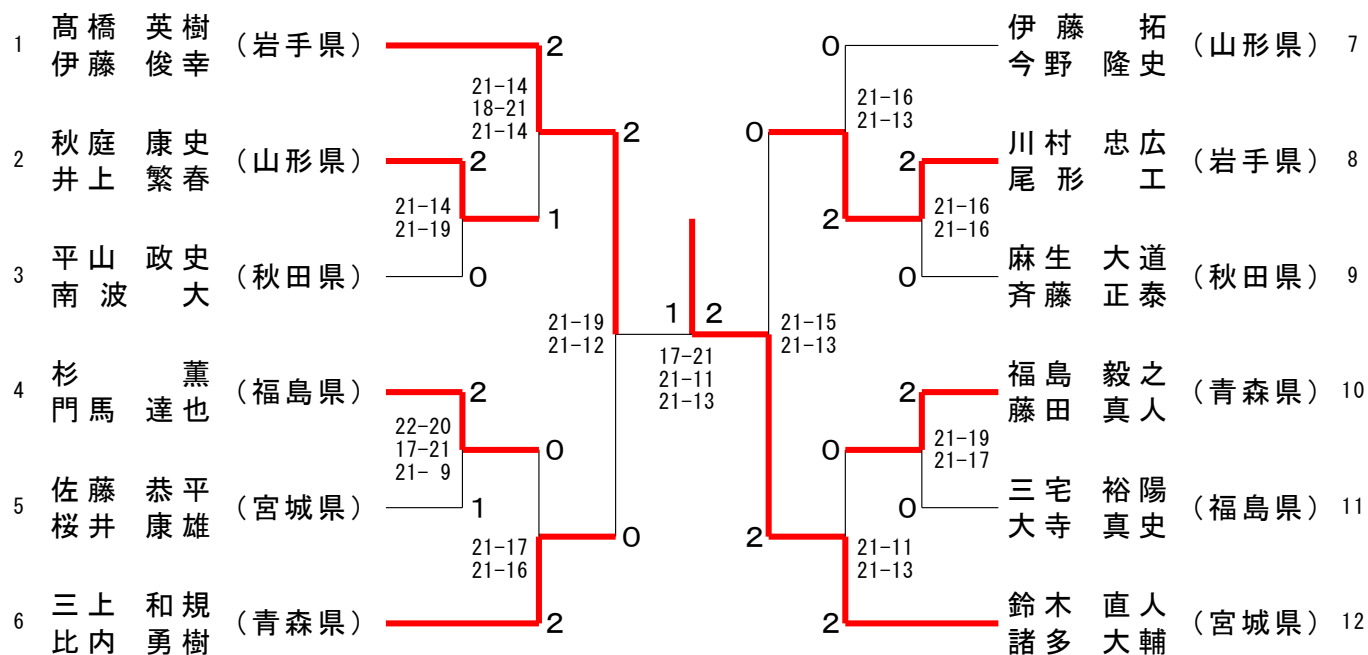 1 髙橋 英樹 (岩手県)
伊藤 俊幸
2
21-14
18-21
21-14
2
2 秋庭 康史 (山形県)
井上 繁春
2
21-14
21-19
1
3 平山 政史 (秋田県)
南波 大
0
21-19
21-12
4 杉 薫 (福島県)
門馬 達也
2
22-20
17-21
21- 9
0
5 佐藤 恭平 (宮城県)
桜井 康雄
1
21-17
21-16
0
6 三上 和規 (青森県)
比内 勇樹
2
1 2
17-21
21-11
21-13
伊藤 拓 (山形県) 7
今野 隆史
0
21-16
21-13
0
川村 忠広 (岩手県) 8
尾形 工
2
21-16
21-16
2
麻生 大道 (秋田県) 9
斉藤 正泰
0
21-15
21-13
福島 毅之 (青森県) 10
藤田 真人
2
21-19
21-17
0
三宅 裕陽 (福島県) 11
大寺 真史
0
21-11
21-13
2
鈴木 直人 (宮城県) 12
諸多 大輔
2